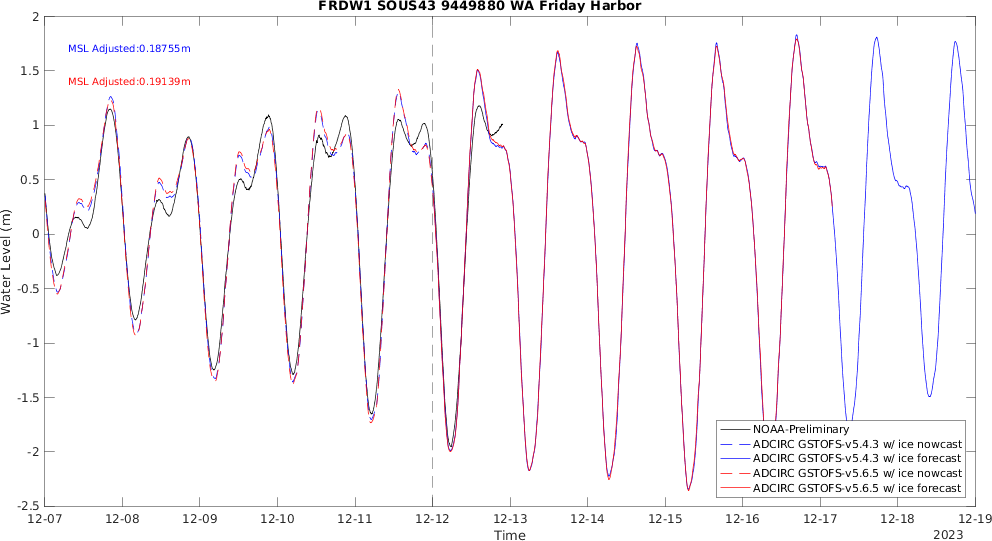 FRDW1 SOUS43 9449880 WA Friday Harbor
MSL Adjusted:0.18755m
MSL Adjusted:0.19139m
Water Level (m)
2
1.5
1
0.5
0
-0.5
-1
-1.5
-2
-2.5
NOAA-Preliminary
ADCIRC GSTOFS-v5.4.3 w/ ice nowcast
ADCIRC GSTOFS-v5.4.3 w/ ice forecast
ADCIRC GSTOFS-v5.6.5 w/ ice nowcast
ADCIRC GSTOFS-v5.6.5 w/ ice forecast
12-07 12-08 12-09 12-10 12-11 12-12 12-13 12-14 12-15 12-16 12-17 12-18 12-19
Time
2023